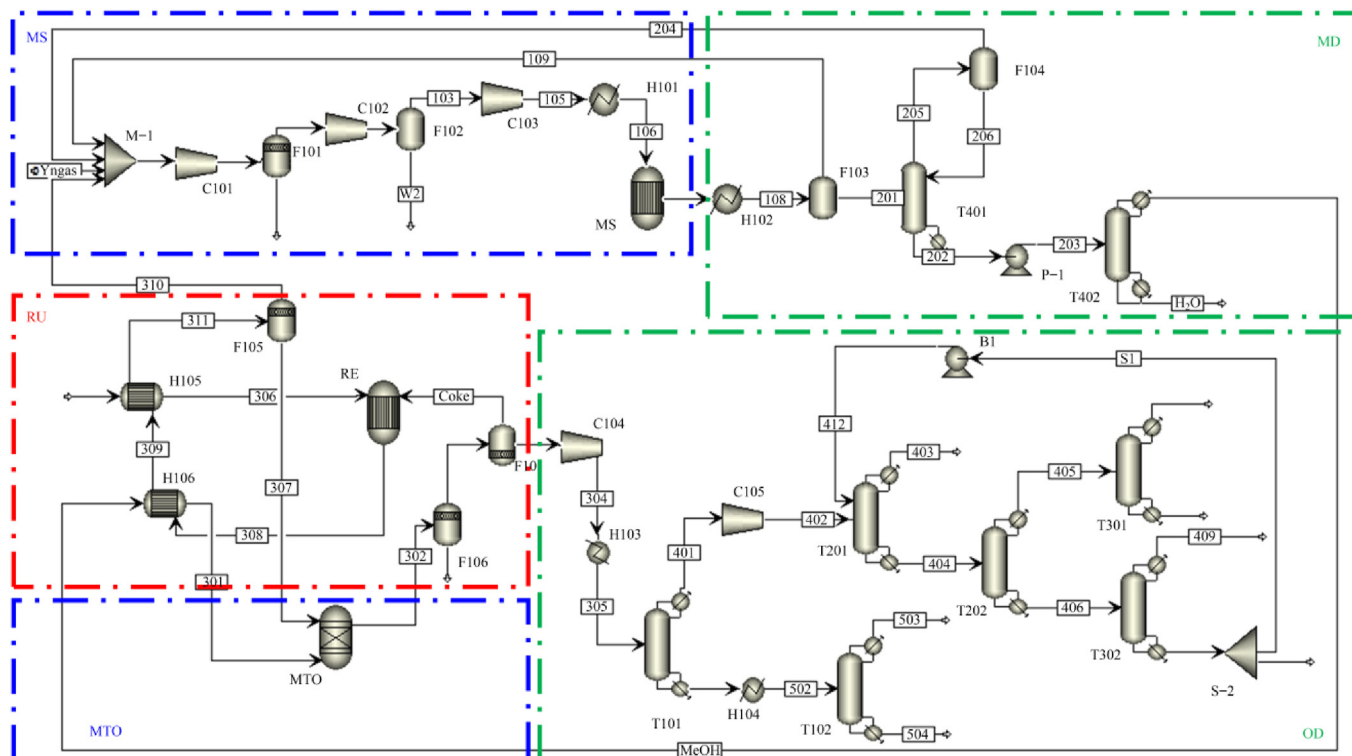 MS
204
MD
109
F104
H101
C102
103
105
C103
F102
205
206
M-1
106
F101
F103
Yngas
C101
W2
108
201
T401
H102
MS
203
202
P-1
T402
H₂O
310
RU
311
F105
B1
S1
RE
H105
306
Coke
412
C104
403
309
F10
405
H106
307
304
C105
308
H103
401
402
T301
302
T201
409
301
F106
404
305
T202
406
503
T302
MTO
502
S-2
T101
H104
T102
504
MTO
MeOH
OD